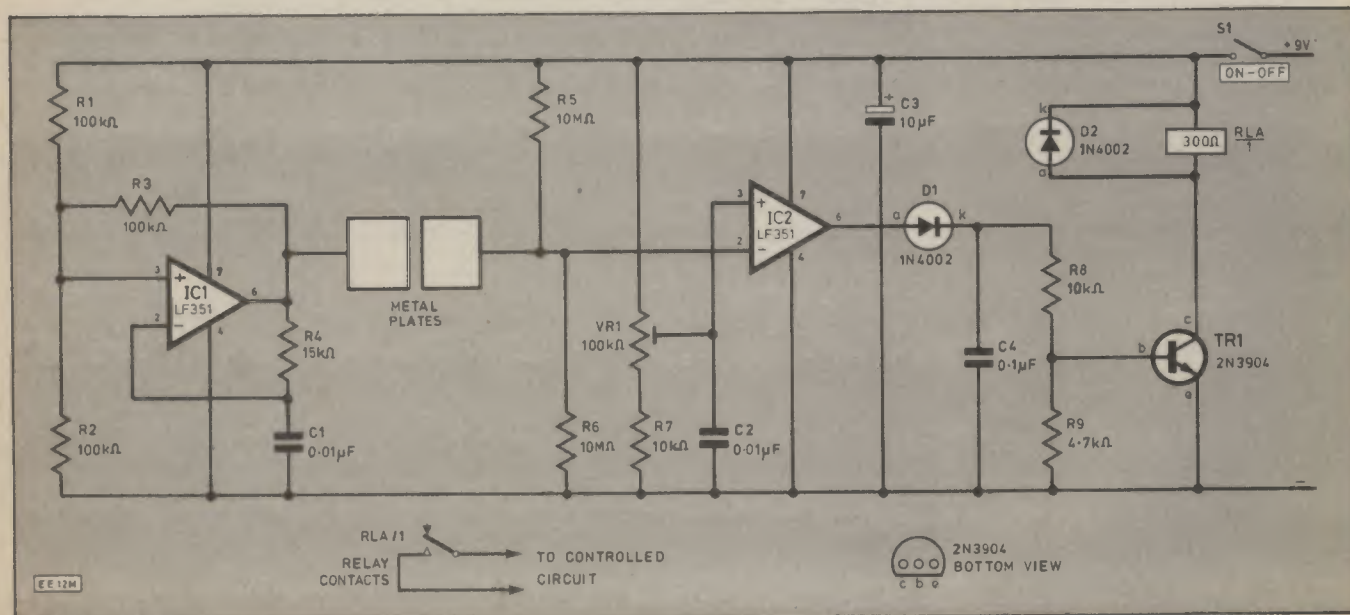 S1
+9V
ON-OFF
R1
100kΩ
R3
100kΩ
3
+
2
−
IC1
LF351
7
6
4
R4
15kΩ
R2
100kΩ
C1
0·01µF
METAL
PLATES
R5
10MΩ
R6
10MΩ
VR1
100kΩ
R7
10kΩ
C2
0·01µF
3
+
2
−
IC2
LF351
7
6
4
C3
+
10µF
a
k
D1
1N4002
C4
0·1µF
R8
10kΩ
R9
4·7kΩ
k
D2
1N4002
a
300Ω
RLA
1
c
b
e
TR1
2N3904
−
RLA/1
RELAY
CONTACTS
TO CONTROLLED
CIRCUIT
2N3904
BOTTOM VIEW
c b e
EE12M